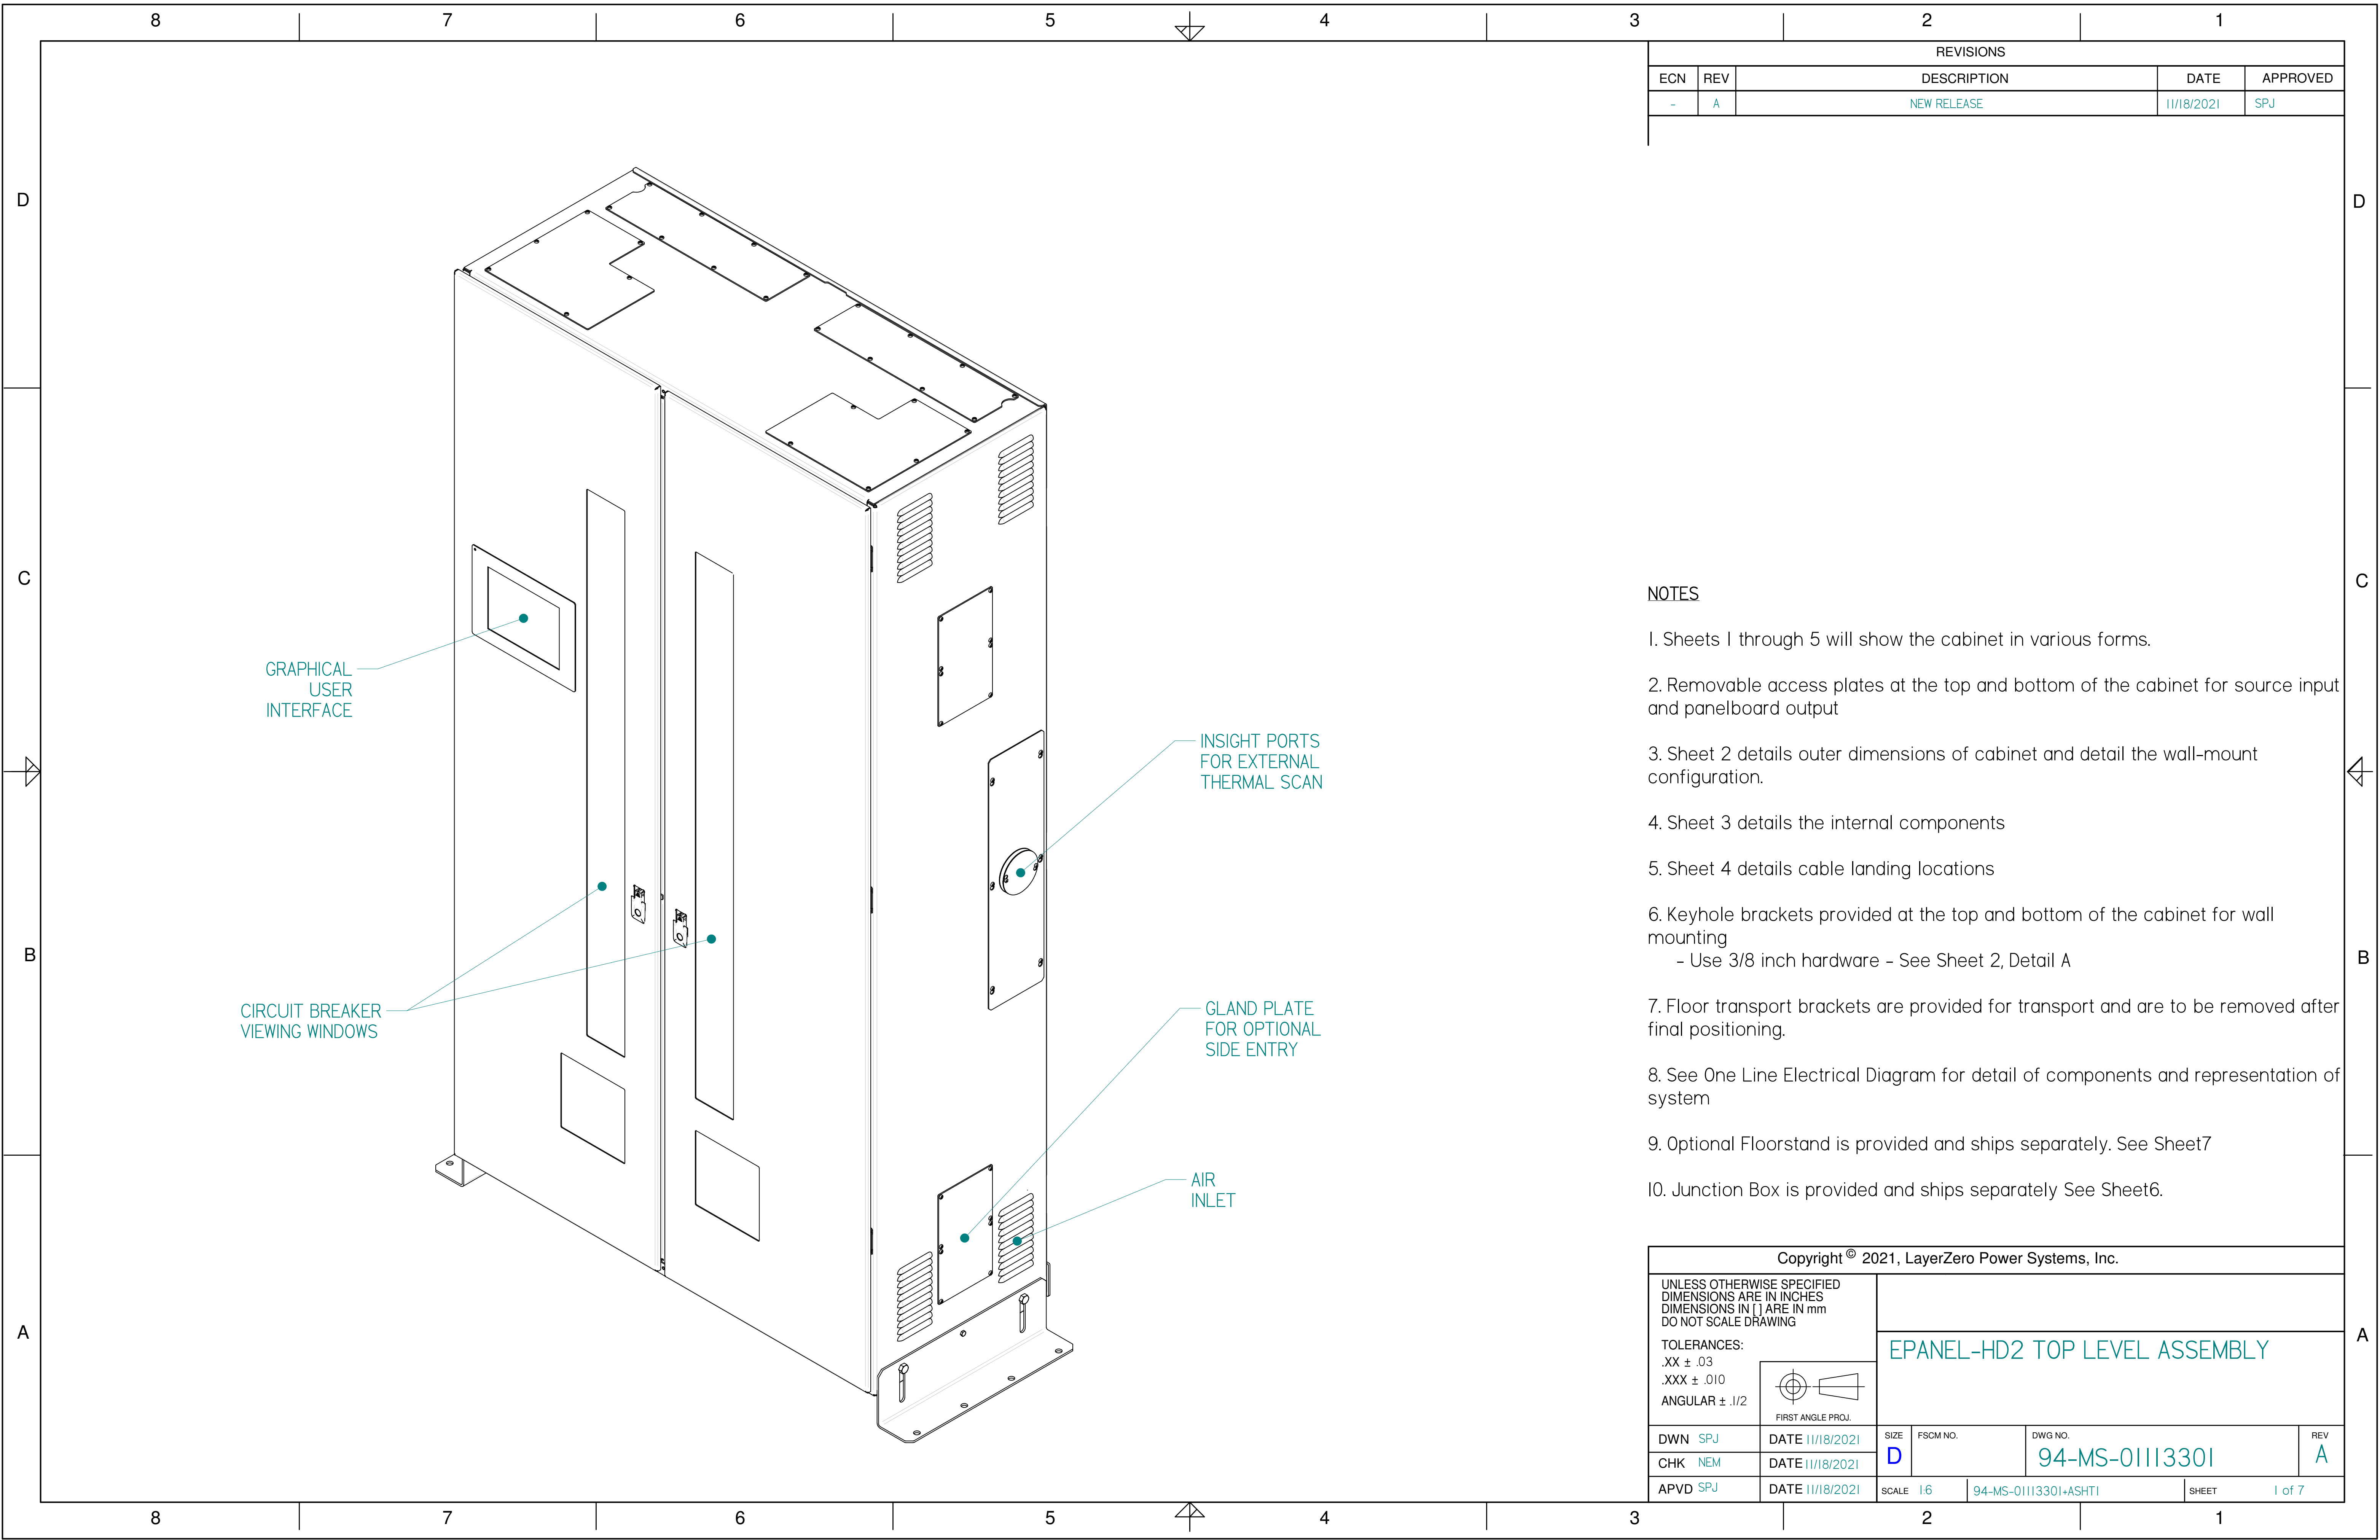 8 7 6 5 4 3 2 1
REVISIONS
ECN REV DESCRIPTION DATE APPROVED
- A NEW RELEASE 11/18/2021 SPJ
D D
C C
GRAPHICAL
USER
INTERFACE
INSIGHT PORTS
FOR EXTERNAL
THERMAL SCAN
CIRCUIT BREAKER
VIEWING WINDOWS
GLAND PLATE
FOR OPTIONAL
SIDE ENTRY
AIR
INLET
NOTES
1. Sheets 1 through 5 will show the cabinet in various forms.
2. Removable access plates at the top and bottom of the cabinet for source input
and panelboard output
3. Sheet 2 details outer dimensions of cabinet and detail the wall-mount
configuration.
4. Sheet 3 details the internal components
5. Sheet 4 details cable landing locations
6. Keyhole brackets provided at the top and bottom of the cabinet for wall
mounting
- Use 3/8 inch hardware - See Sheet 2, Detail A
7. Floor transport brackets are provided for transport and are to be removed after
final positioning.
8. See One Line Electrical Diagram for detail of components and representation of
system
9. Optional Floorstand is provided and ships separately. See Sheet7
10. Junction Box is provided and ships separately See Sheet6.
B B
A A
Copyright © 2021, LayerZero Power Systems, Inc.
UNLESS OTHERWISE SPECIFIED
DIMENSIONS ARE IN INCHES
DIMENSIONS IN [ ] ARE IN mm
DO NOT SCALE DRAWING
TOLERANCES:
.XX ± .03
.XXX ± .010
ANGULAR ± .1/2
FIRST ANGLE PROJ.
EPANEL-HD2 TOP LEVEL ASSEMBLY
DWN SPJ DATE 11/18/2021
CHK NEM DATE 11/18/2021
APVD SPJ DATE 11/18/2021
SIZE D FSCM NO. DWG NO. 94-MS-01113301 REV A
SCALE 1:6 94-MS-01113301+ASHT1 SHEET 1 of 7
8 7 6 5 4 3 2 1